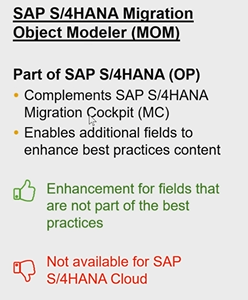 SAP S/4HANA Migration
Object Modeler (MOM)
Part of SAP S/4HANA (OP)
• Complements SAP S/4HANA
Migration Cockpit (MC)
• Enables additional fields to
enhance best practices content
Enhancement for fields that
are not part of the best
practices
Not available for SAP
S/4HANA Cloud